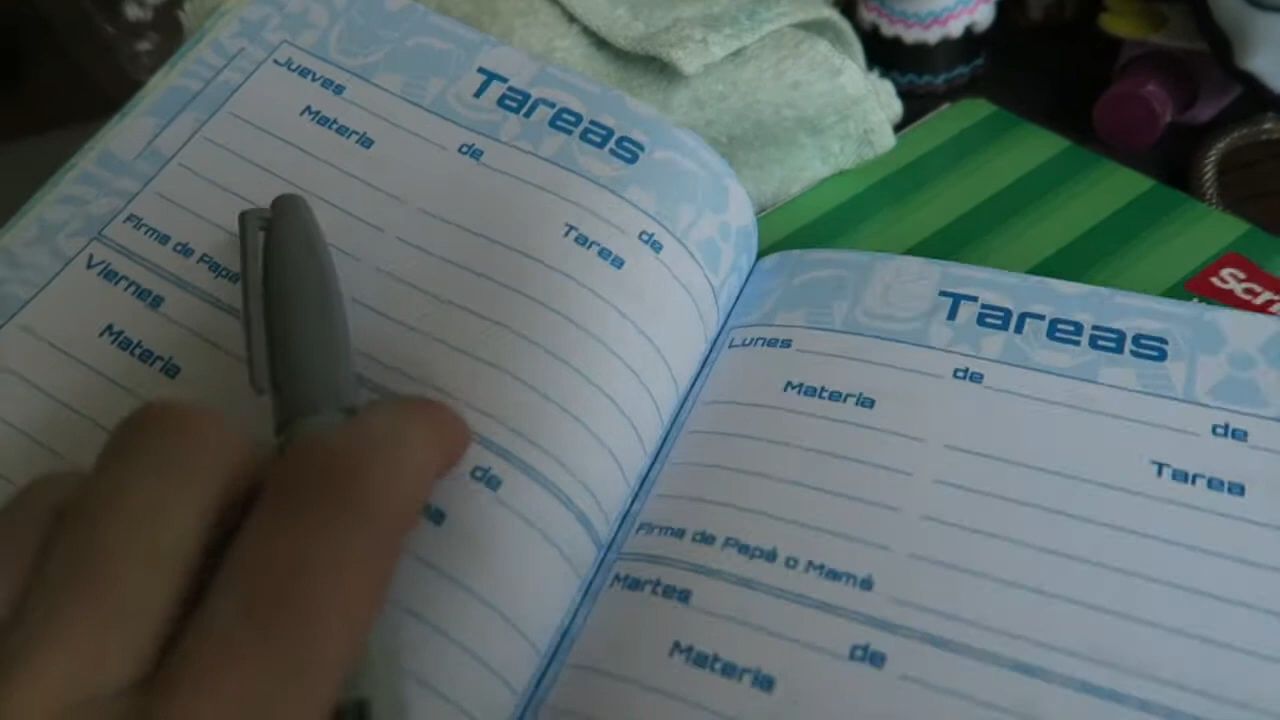 Tareas
Jueves de de
Materia Tarea
Firma de Papá
Viernes de
Materia
Tareas
Lunes de de
Materia Tarea
Firma de Papá o Mamá
Martes de
Materia